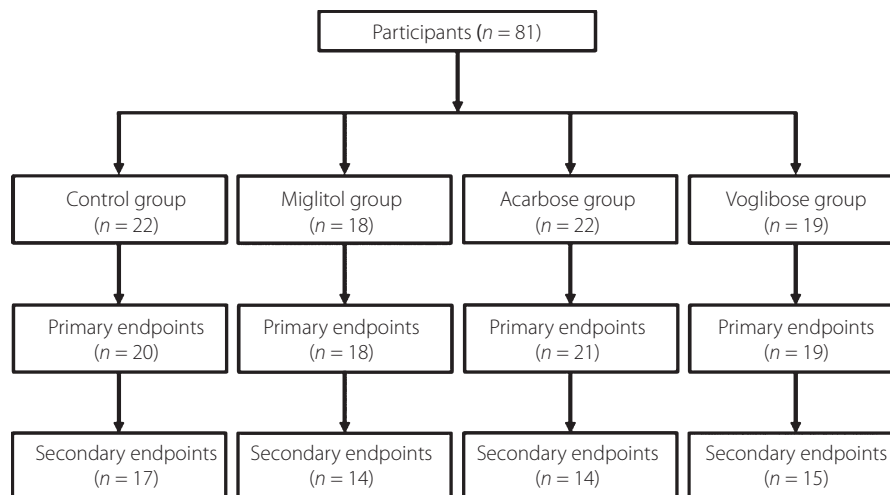 Participants (n = 81)
Control group
(n = 22)
Miglitol group
(n = 18)
Acarbose group
(n = 22)
Voglibose group
(n = 19)
Primary endpoints
(n = 20)
Primary endpoints
(n = 18)
Primary endpoints
(n = 21)
Primary endpoints
(n = 19)
Secondary endpoints
(n = 17)
Secondary endpoints
(n = 14)
Secondary endpoints
(n = 14)
Secondary endpoints
(n = 15)